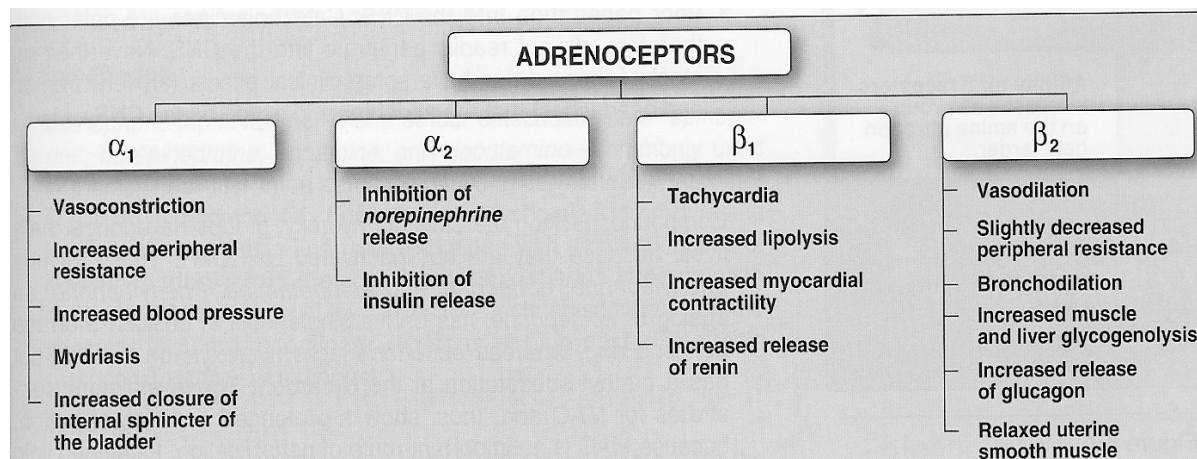 ADRENOCEPTORS
α1
Vasoconstriction
Increased peripheral
resistance
Increased blood pressure
Mydriasis
Increased closure of
internal sphincter of
the bladder
α2
Inhibition of
norepinephrine
release
Inhibition of
insulin release
β1
Tachycardia
Increased lipolysis
Increased myocardial
contractility
Increased release
of renin
β2
Vasodilation
Slightly decreased
peripheral resistance
Bronchodilation
Increased muscle
and liver glycogenolysis
Increased release
of glucagon
Relaxed uterine
smooth muscle